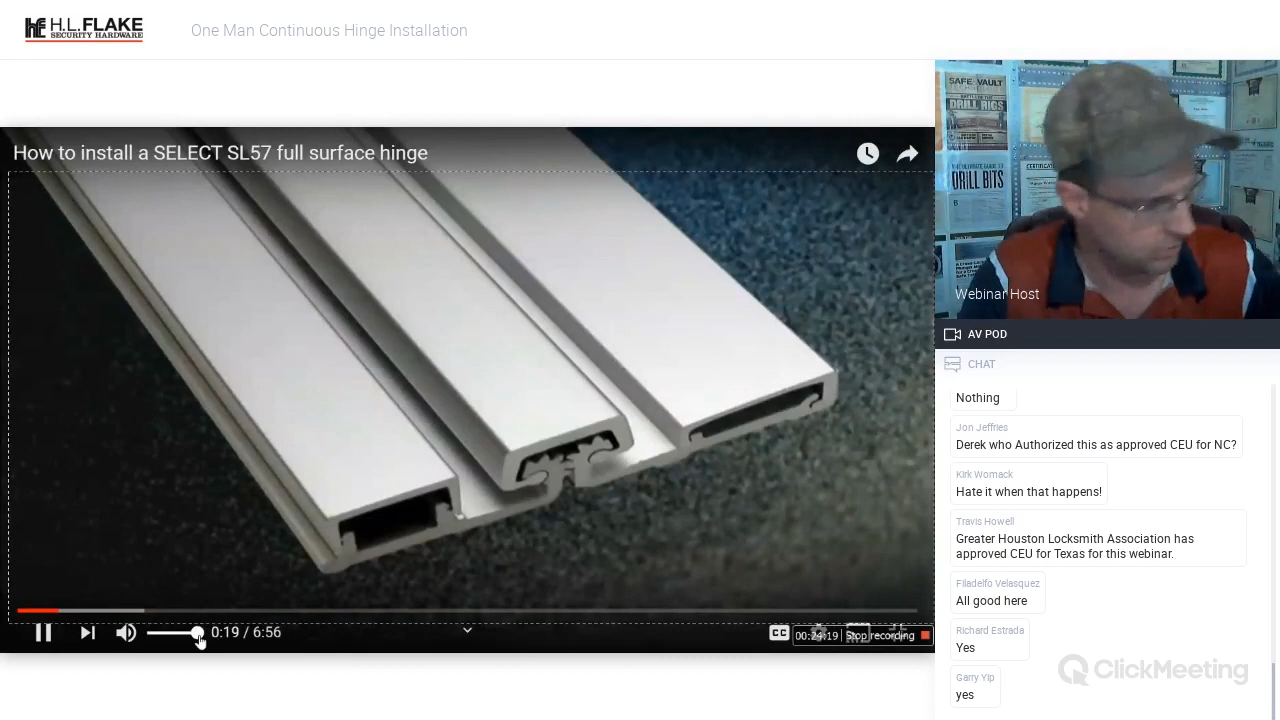 H.L.FLAKE
SECURITY HARDWARE
One Man Continuous Hinge Installation
How to install a SELECT SL57 full surface hinge
0:19 / 6:56
CC
00:24:19 | Stop recording
SAFE VAULT
DRILL RIGS
DRILL BITS
Webinar Host
AV POD
CHAT
Nothing
Jon Jeffries
Derek who Authorized this as approved CEU for NC?
Kirk Womack
Hate it when that happens!
Travis Howell
Greater Houston Locksmith Association has
approved CEU for Texas for this webinar.
Filadelfo Velasquez
All good here
Richard Estrada
Yes
Garry Yip
yes
ClickMeeting